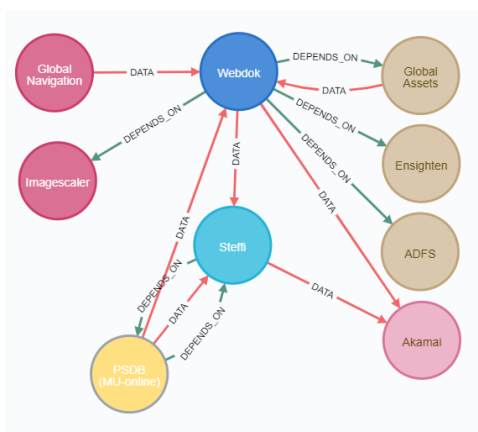 Global
Navigation
DATA
Webdok
DEPENDS_ON
DATA
Global
Assets
DEPENDS_ON
DEPENDS_ON
DEPENDS_ON
Imagescaler
DATA
Ensighten
DATA
DATA
Steffi
ADFS
DEPENDS_ON
DATA
DATA
DEPENDS_ON
Akamai
PSDB
(MU-online)